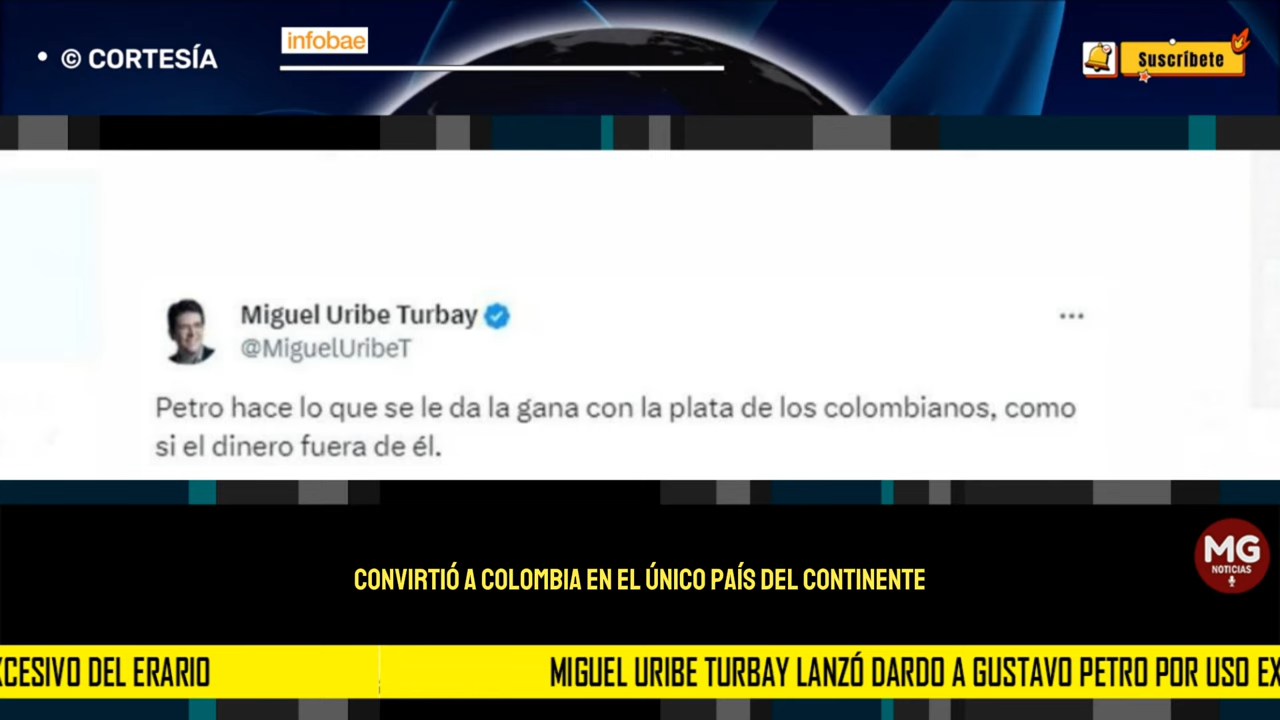 © CORTESÍA
infobae
Suscríbete
Miguel Uribe Turbay
@MiguelUribeT
Petro hace lo que se le da la gana con la plata de los colombianos, como
si el dinero fuera de él.
MG
NOTICIAS
CONVIRTIÓ A COLOMBIA EN EL ÚNICO PAÍS DEL CONTINENTE
XCESIVO DEL ERARIO MIGUEL URIBE TURBAY LANZÓ DARDO A GUSTAVO PETRO POR USO EX